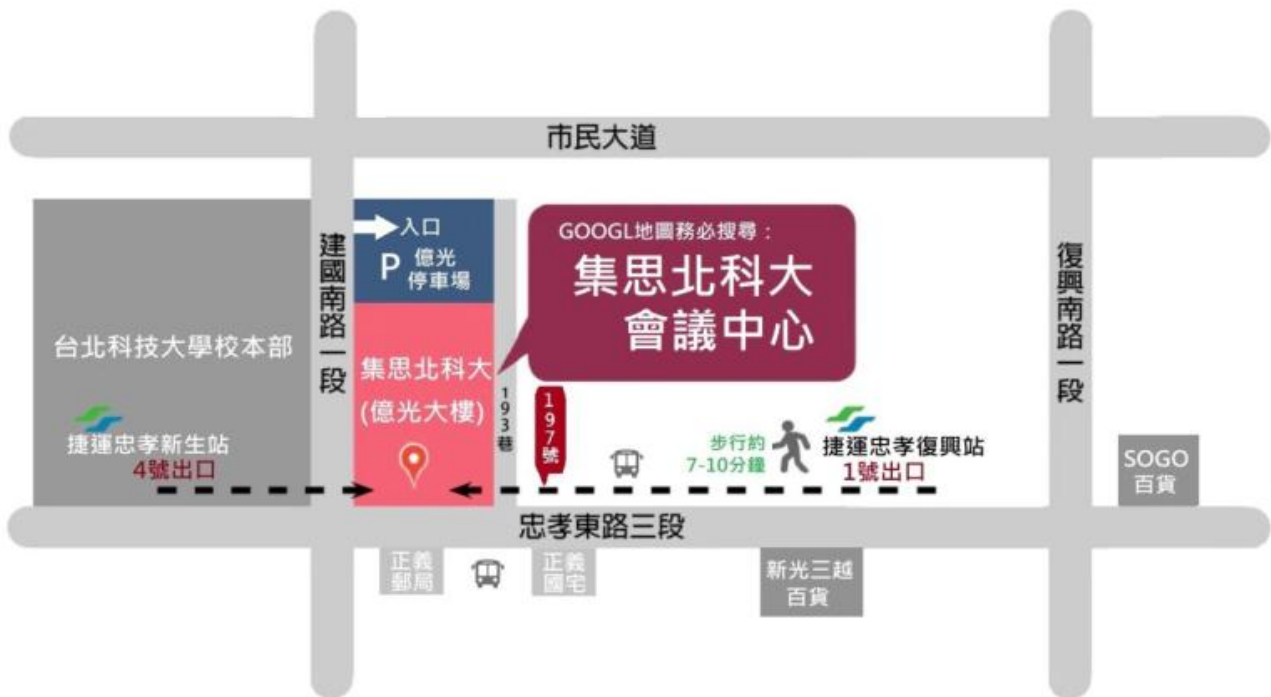 市民大道
建國南路一段
復興南路一段
入口
P 億光
停車場
GOOGL地圖務必搜尋：
集思北科大
會議中心
台北科技大學校本部
集思北科大
(億光大樓)
193巷
197號
捷運忠孝新生站
4號出口
步行約
7-10分鐘
捷運忠孝復興站
1號出口
SOGO
百貨
忠孝東路三段
正義
郵局
正義
國宅
新光三越
百貨